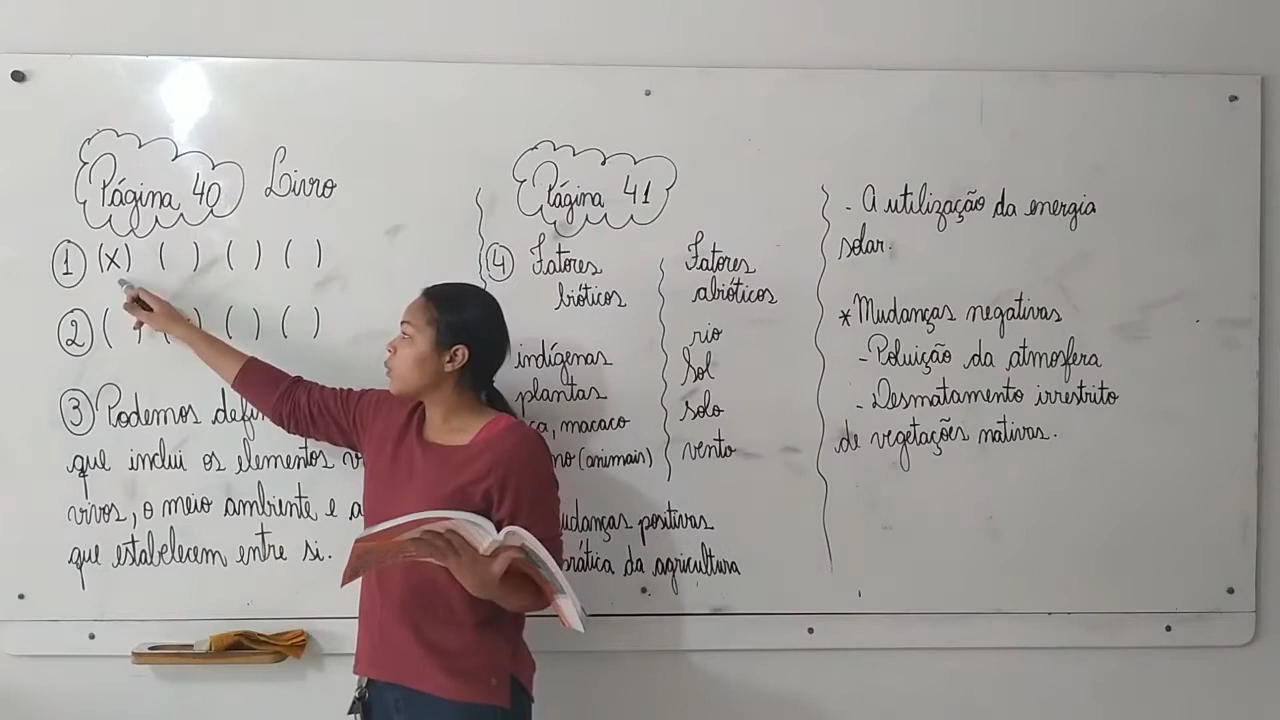 Página 40 Livro
1 (X) ( ) ( ) ( )
2 ( ) ( ) ( ) ( )
3 Podemos
que inclui os elementos
vivos, o meio ambiente e
que estabelecem entre si.
Página 41
4 Fatores
bióticos
indígenas
plantas
macaco
(animais)
Fatores
abióticos
rio
Sol
solo
vento
mudanças positivas
prática da agricultura
- A utilização da energia
solar.
* Mudanças negativas
- Poluição da atmosfera
- Desmatamento irrestrito
de vegetações nativas.